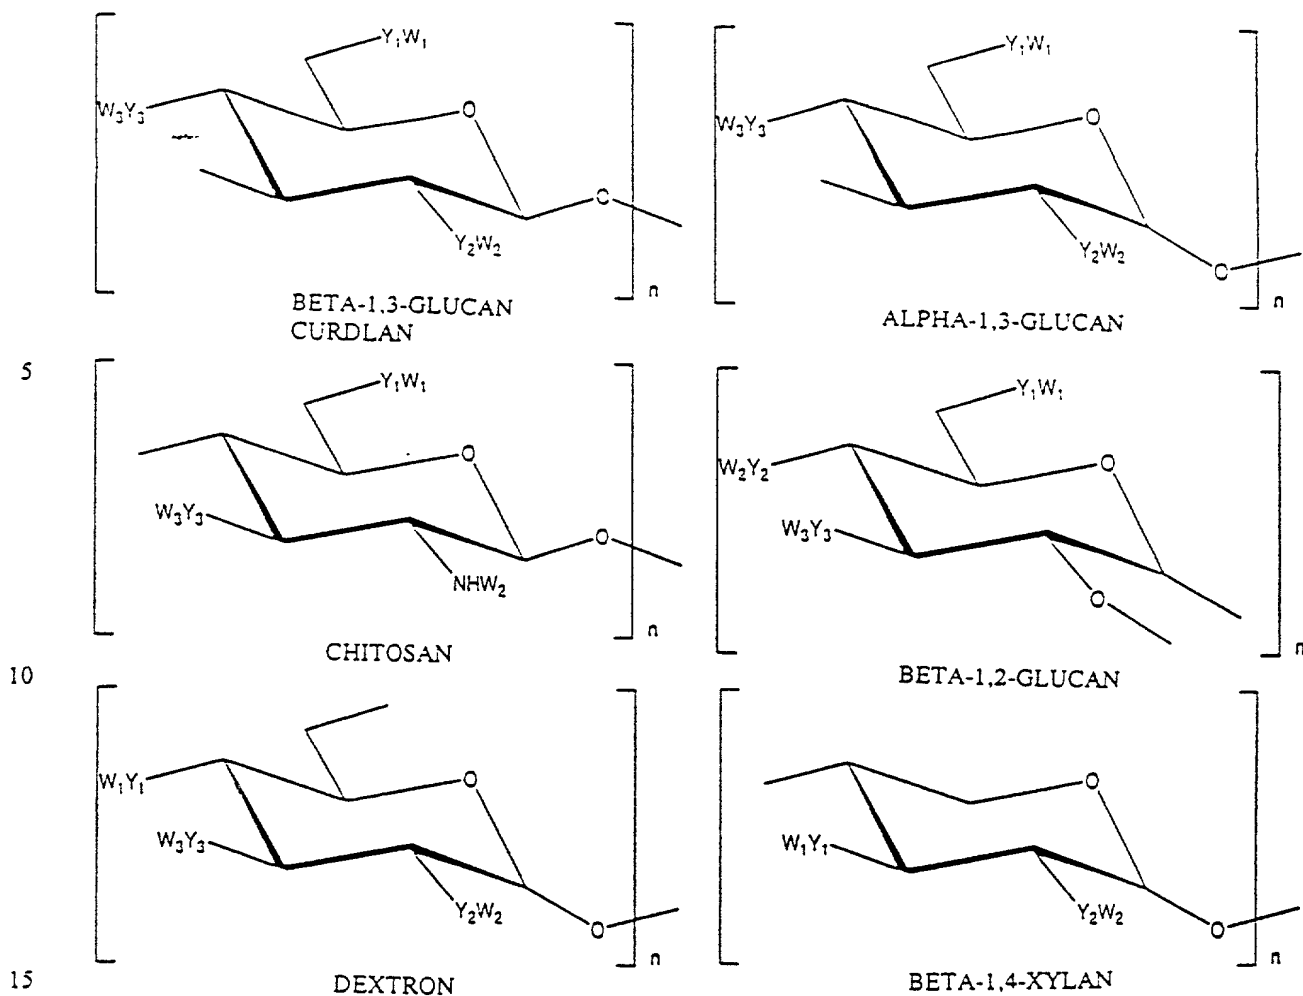 Y₁W₁
W₃Y₃
O
O
Y₂W₂
n
BETA-1,3-GLUCAN
CURDLAN
Y₁W₁
W₃Y₃
O
O
Y₂W₂
n
ALPHA-1,3-GLUCAN
5
Y₁W₁
O
W₃Y₃
O
NHW₂
n
CHITOSAN
Y₁W₁
W₂Y₂
O
W₃Y₃
O
n
BETA-1,2-GLUCAN
10
W₁Y₁
O
W₃Y₃
Y₂W₂
O
n
DEXTRON
O
W₁Y₁
Y₂W₂
O
n
BETA-1,4-XYLAN
15